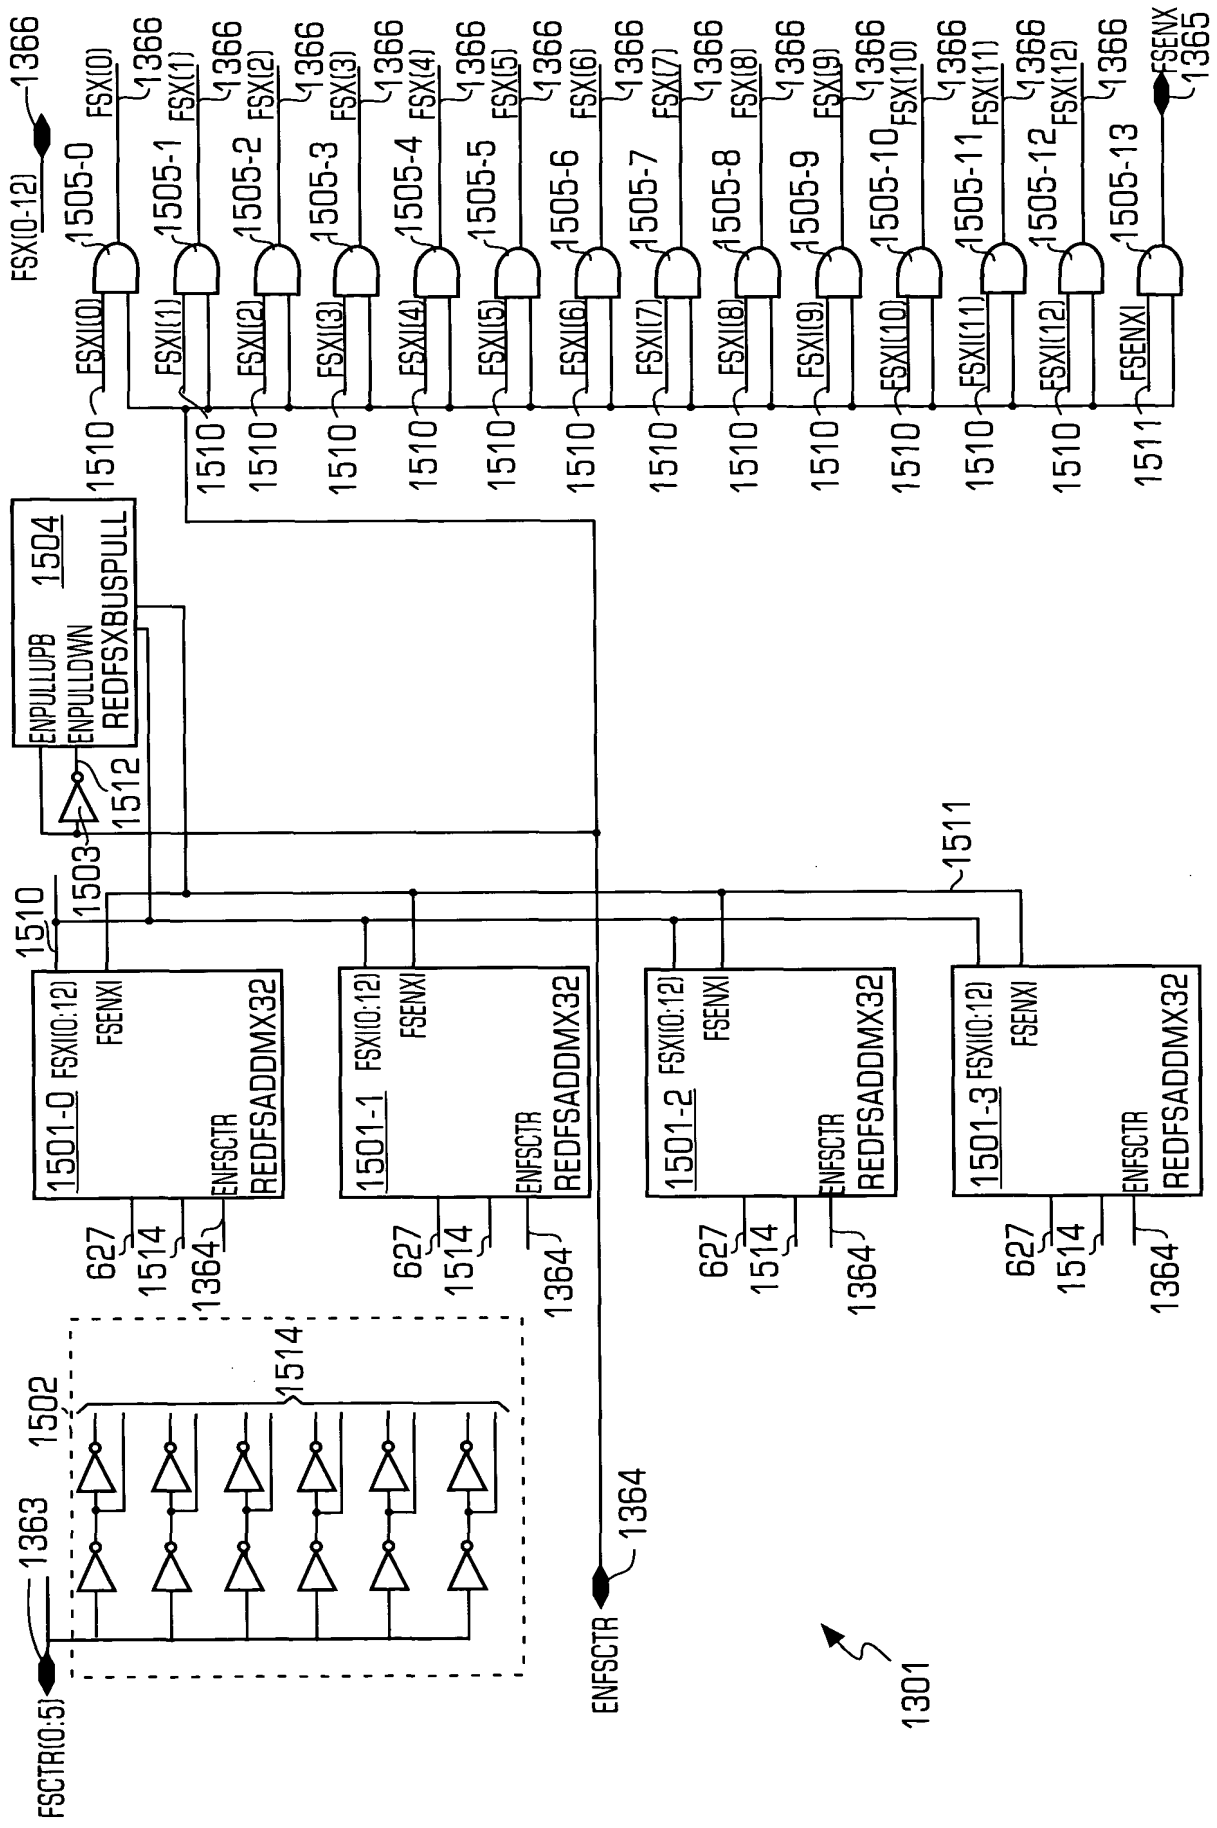 FSCTR(0:5)
1363
1502
1514
ENFSCTR
1364
1301
627
1514
1364
1501-0
FSXI(0:12)
FSENXI
ENFSCTR
REDFSADDMX32
627
1514
1364
1501-1
FSXI(0:12)
FSENXI
ENFSCTR
REDFSADDMX32
627
1514
1364
1501-2
FSXI(0:12)
FSENXI
ENFSCTR
REDFSADDMX32
627
1514
1364
1501-3
FSXI(0:12)
FSENXI
ENFSCTR
REDFSADDMX32
1510
1511
1503
1512
ENPULLUPB
ENPULLDWN
1504
REDFSXBUSPULL
FSX(0-12)
1366
1510
FSXI(0)
1505-0
FSX(0)
1366
1510
FSXI(1)
1505-1
FSX(1)
1366
1510
FSXI(2)
1505-2
FSX(2)
1366
1510
FSXI(3)
1505-3
FSX(3)
1366
1510
FSXI(4)
1505-4
FSX(4)
1366
1510
FSXI(5)
1505-5
FSX(5)
1366
1510
FSXI(6)
1505-6
FSX(6)
1366
1510
FSXI(7)
1505-7
FSX(7)
1366
1510
FSXI(8)
1505-8
FSX(8)
1366
1510
FSXI(9)
1505-9
FSX(9)
1366
1510
FSXI(10)
1505-10
FSX(10)
1366
1510
FSXI(11)
1505-11
FSX(11)
1366
1510
FSXI(12)
1505-12
FSX(12)
1366
1511
FSENXI
1505-13
FSENX
1365